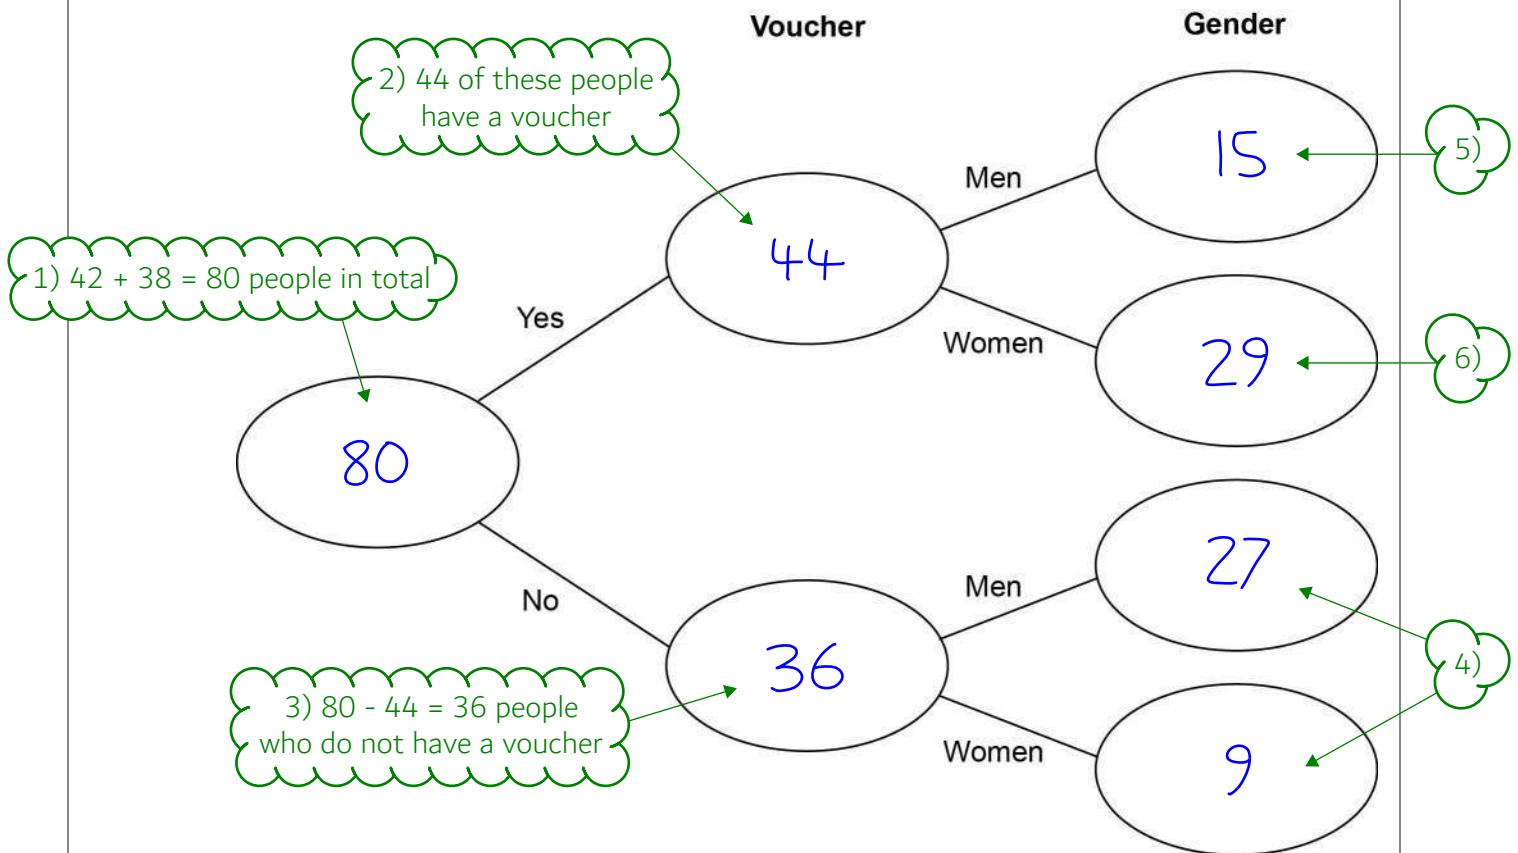 Voucher
Gender
2) 44 of these people
have a voucher
15
5)
Men
44
1) 42 + 38 = 80 people in total
Yes
Women
29
6)
80
27
Men
No
36
4)
3) 80 - 44 = 36 people
who do not have a voucher
Women
9